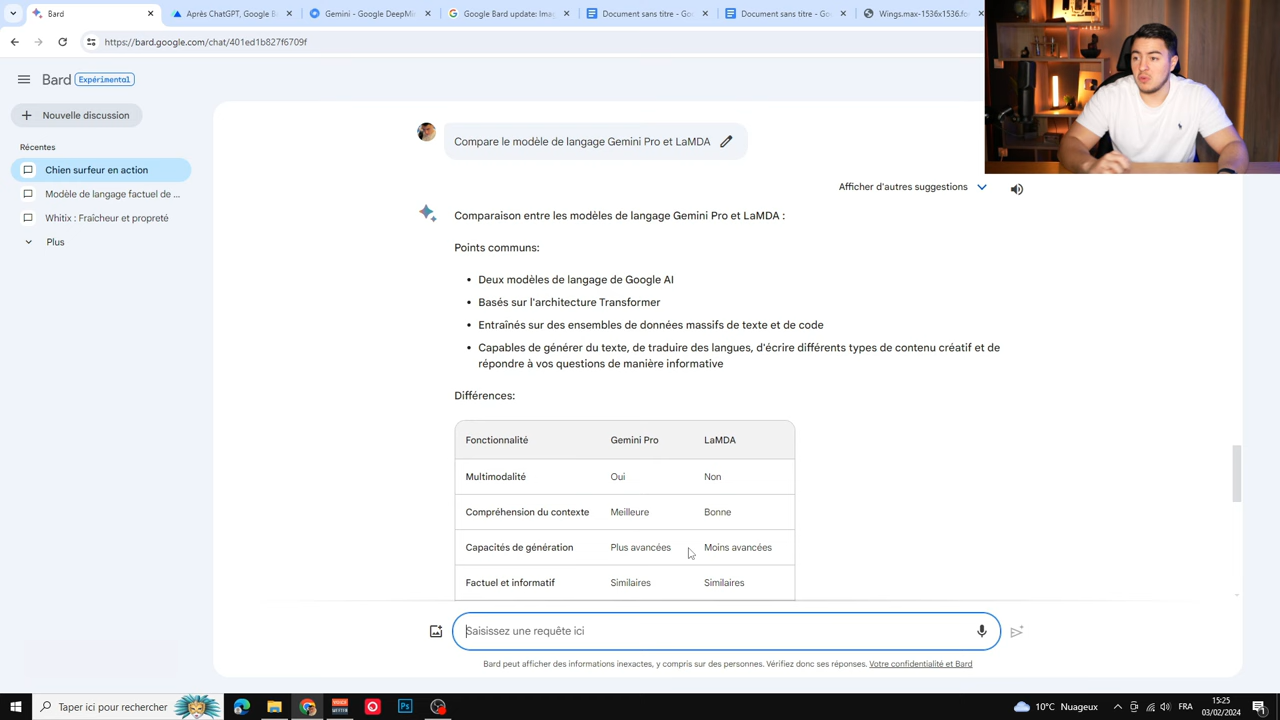 Bard
Après ChatGPT, Google B
Gemini
Google Bard update: Ima
Document sans titre - Goo
Document sans
Wings.max-1536x1536.fo
https://bard.google.com/chat/401ed1b827f6709f
Bard Expérimental
Nouvelle discussion
Récentes
Chien surfeur en action
Modèle de langage factuel de ...
Whitix : Fraîcheur et propreté
Plus
Compare le modèle de langage Gemini Pro et LaMDA
Afficher d'autres suggestions
Comparaison entre les modèles de langage Gemini Pro et LaMDA :
Points communs:
• Deux modèles de langage de Google AI
• Basés sur l'architecture Transformer
• Entraînés sur des ensembles de données massifs de texte et de code
• Capables de générer du texte, de traduire des langues, d'écrire différents types de contenu créatif et de
répondre à vos questions de manière informative
Différences:
Fonctionnalité Gemini Pro LaMDA
Multimodalité Oui Non
Compréhension du contexte Meilleure Bonne
Capacités de génération Plus avancées Moins avancées
Factuel et informatif Similaires Similaires
Saisissez une requête ici
Bard peut afficher des informations inexactes, y compris sur des personnes. Vérifiez donc ses réponses. Votre confidentialité et Bard
Taper ici pour rechercher
Ps
10°C Nuageux
FRA
15:25
03/02/2024